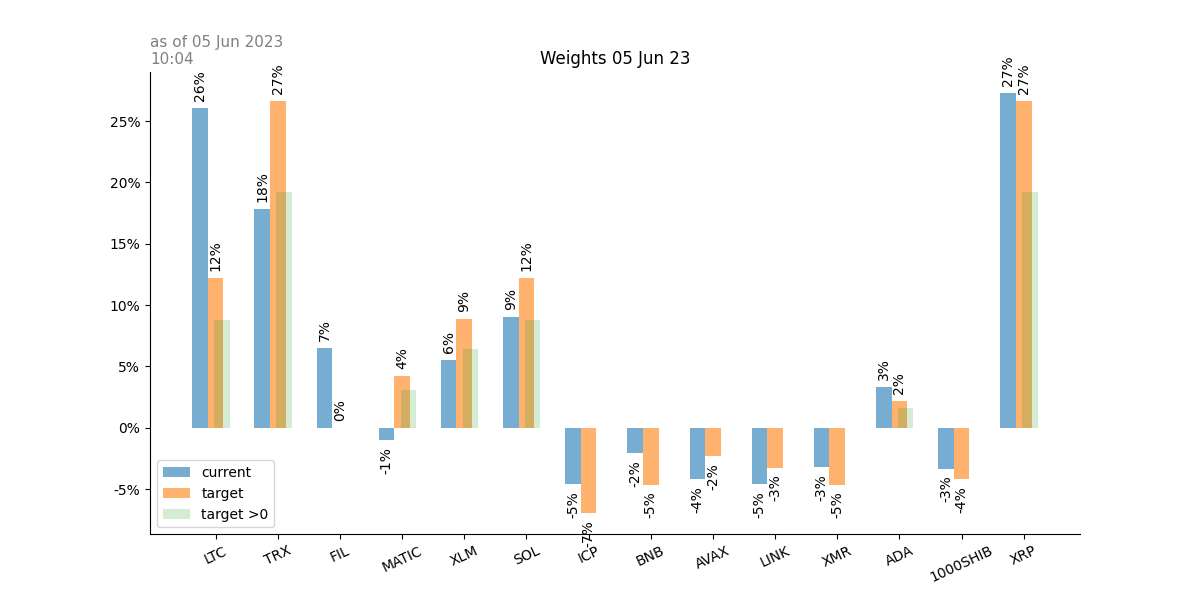 as of 05 Jun 2023
10:04
Weights 05 Jun 23
25%
20%
15%
10%
5%
0%
-5%
26%
12%
18%
27%
7%
0%
-1%
4%
6%
9%
9%
12%
-5%
-7%
-2%
-5%
-4%
-2%
-5%
-3%
-3%
-5%
3%
2%
-3%
-4%
27%
27%
current
target
target >0
LTC
TRX
FIL
MATIC
XLM
SOL
ICP
BNB
AVAX
LINK
XMR
ADA
1000SHIB
XRP